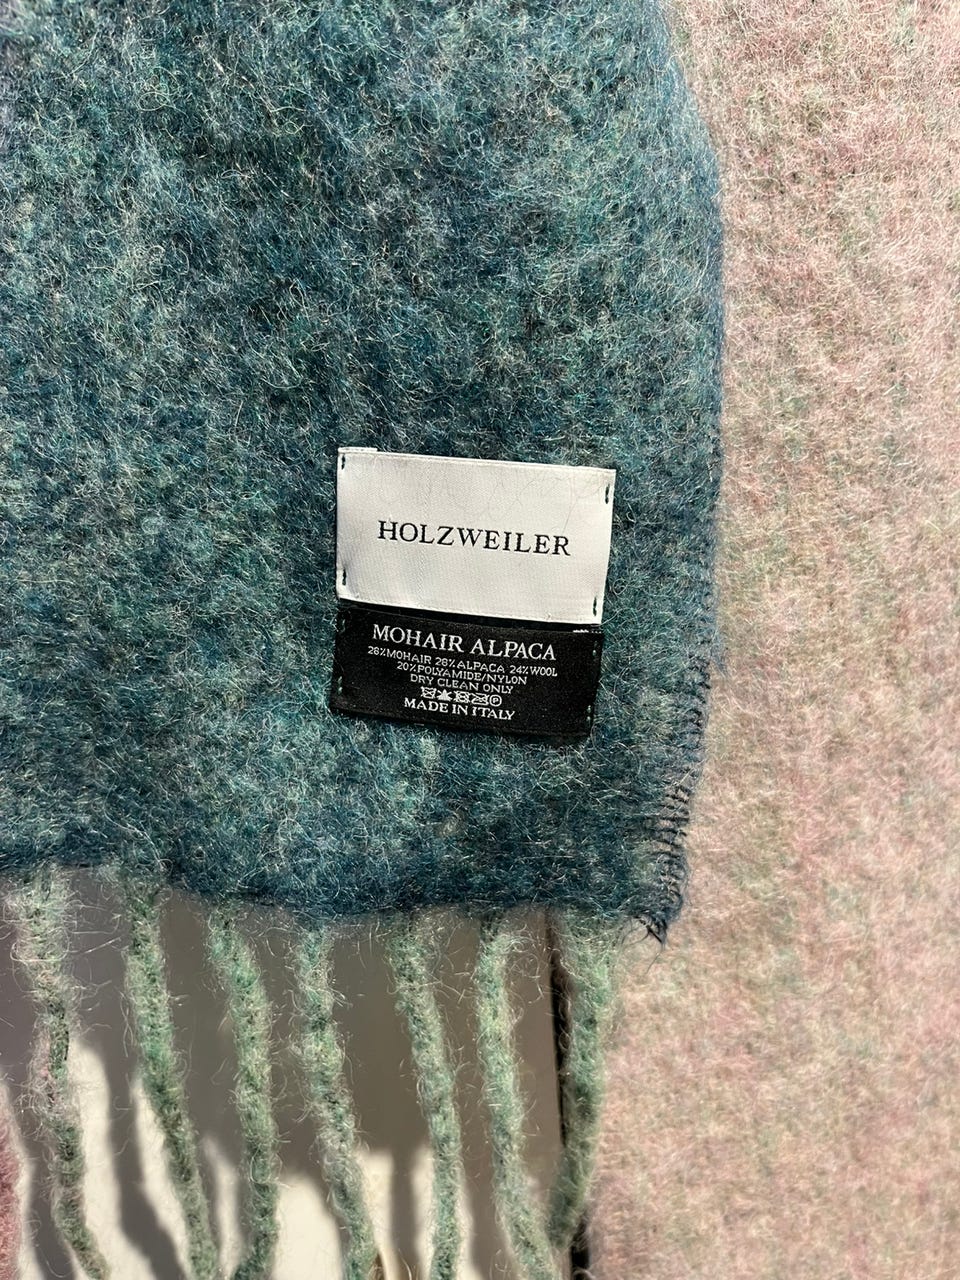 HOLZWEILER
MOHAIR ALPACA
28%MOHAIR 28%ALPACA 24%WOOL
20%POLYAMIDE/NYLON
DRY CLEAN ONLY
MADE IN ITALY